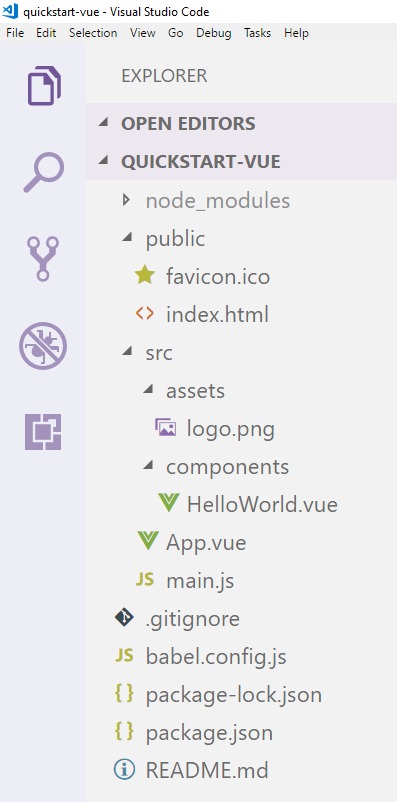 quickstart-vue - Visual Studio Code
File Edit Selection View Go Debug Tasks Help
EXPLORER
OPEN EDITORS
QUICKSTART-VUE
node_modules
public
favicon.ico
index.html
src
assets
logo.png
components
HelloWorld.vue
App.vue
JS main.js
.gitignore
JS babel.config.js
{ } package-lock.json
{ } package.json
README.md